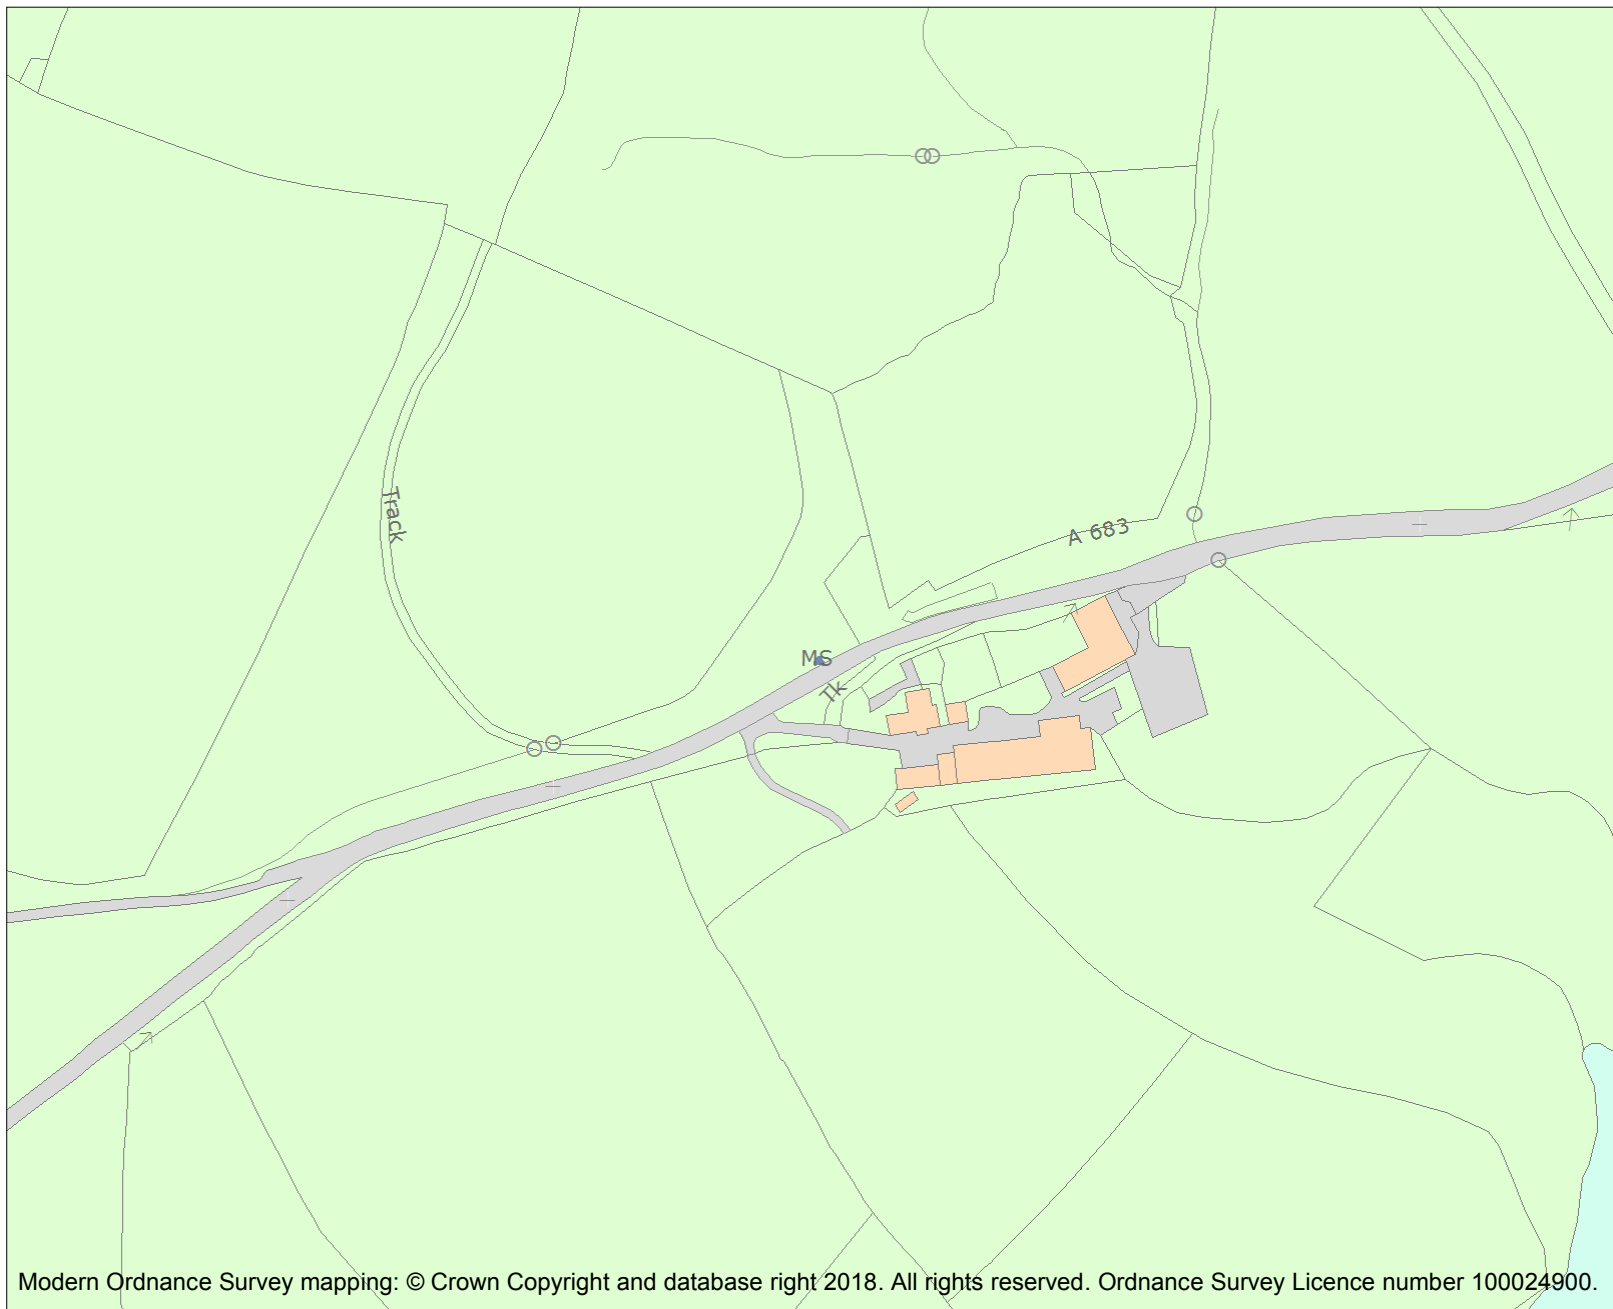 Track
A 683
MS
Tk
Modern Ordnance Survey mapping: © Crown Copyright and database right 2018. All rights reserved. Ordnance Survey Licence number 100024900.